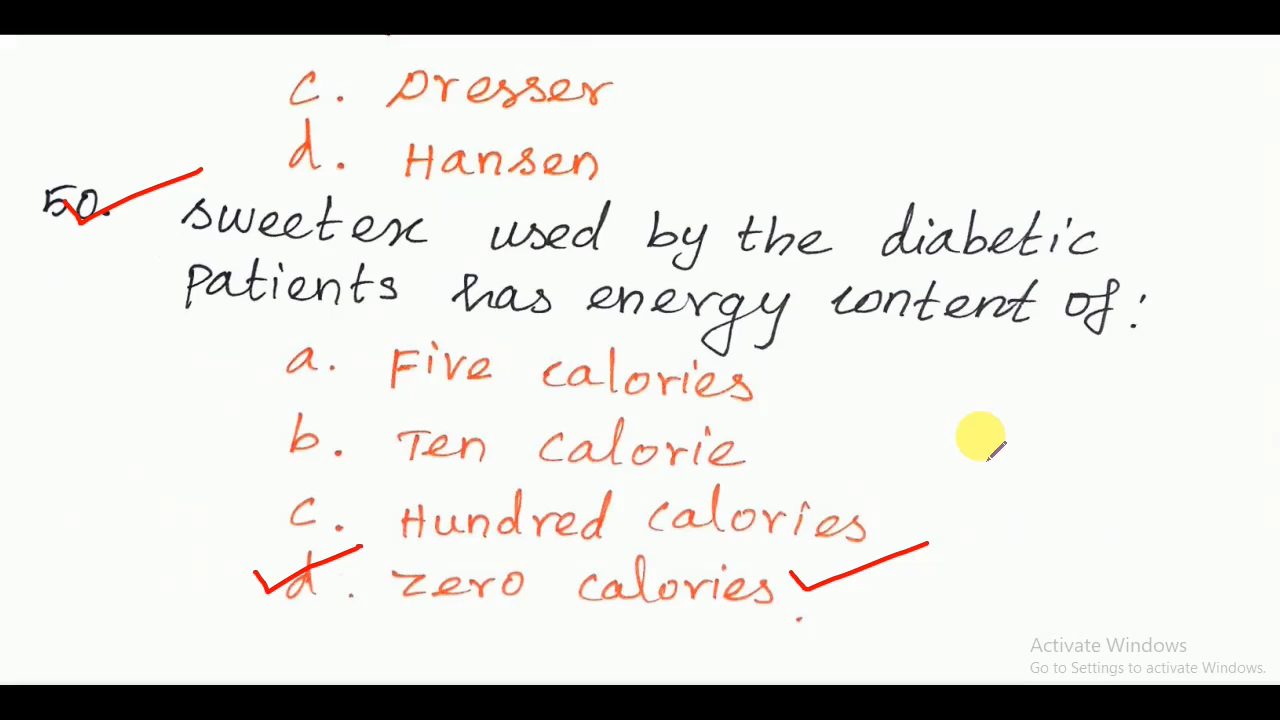 c. Dresser
d. Hansen
50. sweetex used by the diabetic
patients has energy content of:
a. Five calories
b. Ten calorie
c. Hundred calories
d. zero calories.
Activate Windows
Go to Settings to activate Windows.